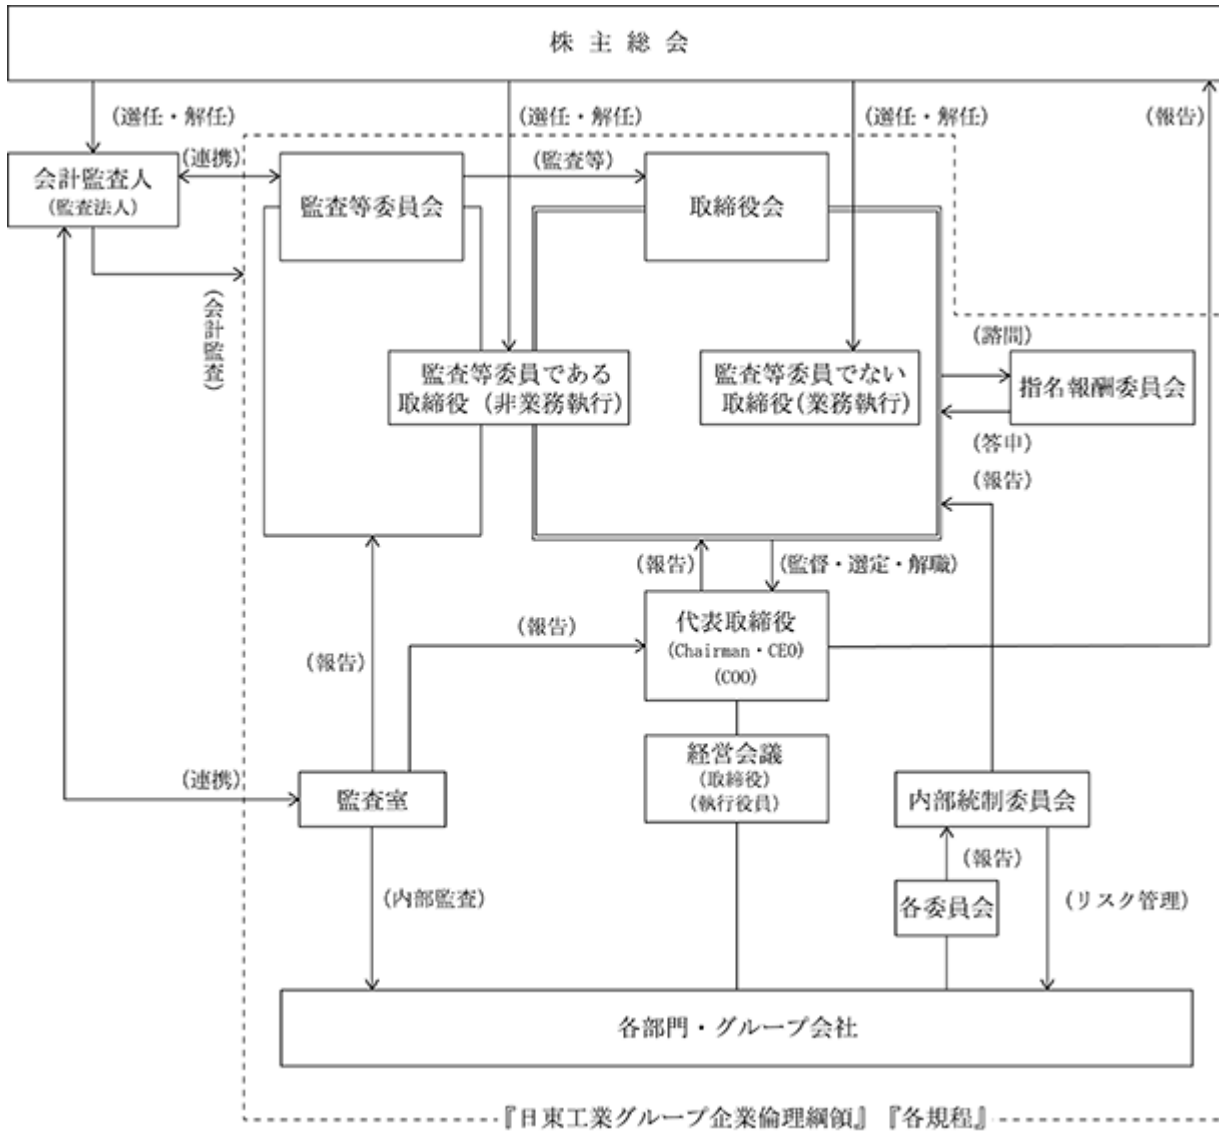 株主総会
(選任・解任)
(選任・解任)
(選任・解任)
(報告)
会計監査人
(監査法人)
(連携)
監査等委員会
(監査等)
取締役会
(会計監査)
監査等委員である
取締役(非業務執行)
監査等委員でない
取締役(業務執行)
(諮問)
指名報酬委員会
(答申)
(報告)
(報告)
(監督・選定・解職)
代表取締役
(Chairman・CEO)
(COO)
(報告)
(報告)
経営会議
(取締役)
(執行役員)
(連携)
監査室
内部統制委員会
(報告)
(内部監査)
各委員会
(リスク管理)
各部門・グループ会社
『日東工業グループ企業倫理綱領』『各規程』